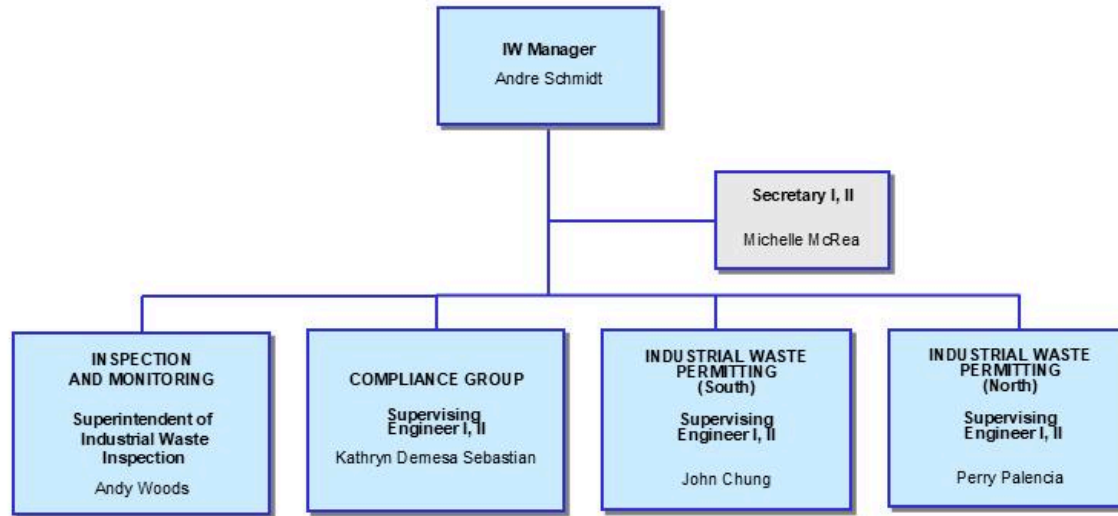 IW Manager
Andre Schmidt
Secretary I, II
Michelle McRea
INSPECTION
AND MONITORING
Superintendent of
Industrial Waste
Inspection
Andy Woods
COMPLIANCE GROUP
Supervising
Engineer I, II
Kathryn Demesa Sebastian
INDUSTRIAL WASTE
PERMITTING
(South)
Supervising
Engineer I, II
John Chung
INDUSTRIAL WASTE
PERMITTING
(North)
Supervising
Engineer I, II
Perry Palencia